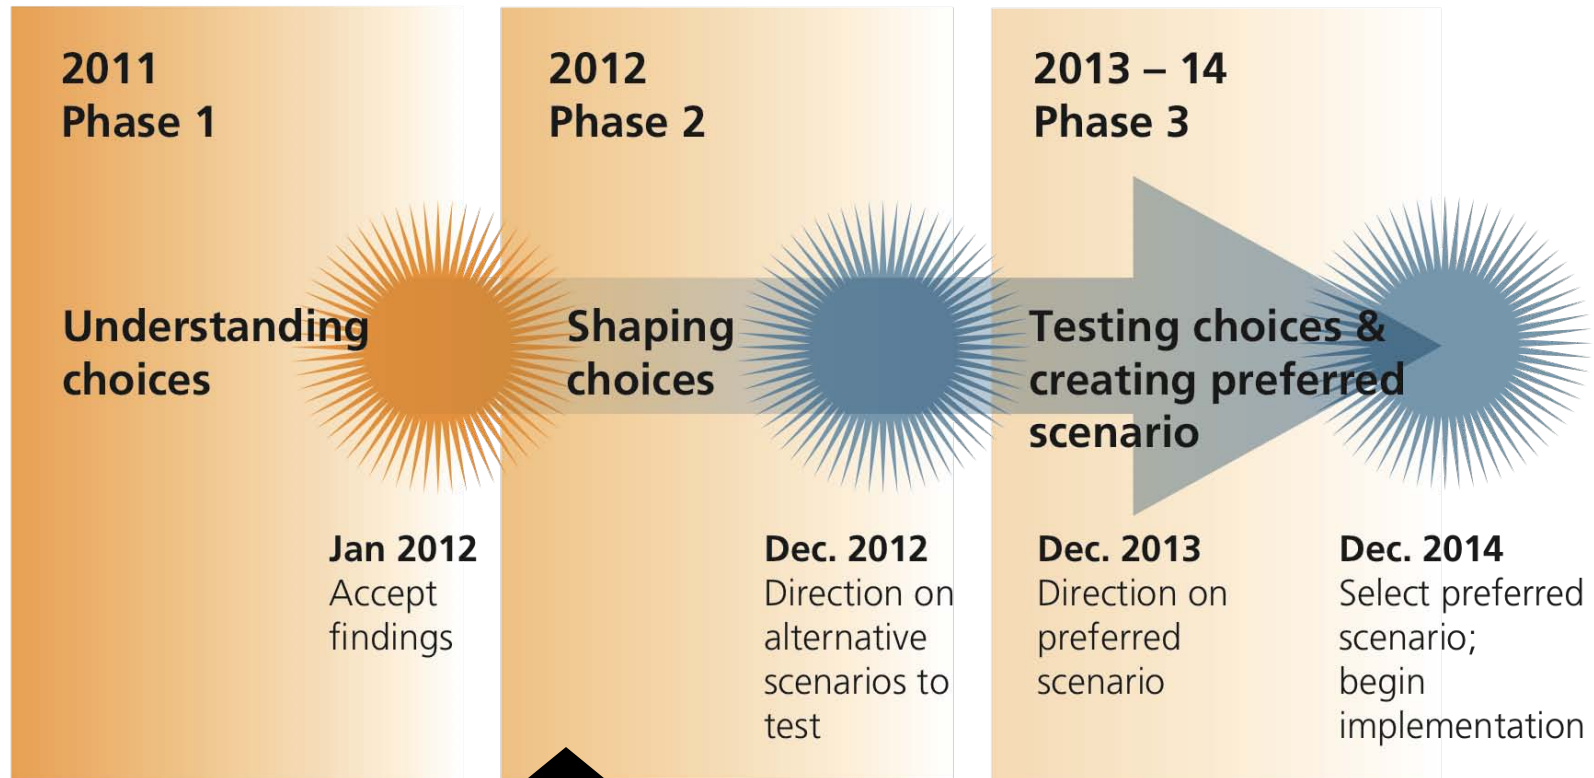 2011
Phase 1
Understanding
choices
Jan 2012
Accept
findings
2012
Phase 2
Shaping
choices
Dec. 2012
Direction on
alternative
scenarios to
test
2013 – 14
Phase 3
Testing choices &
creating preferred
scenario
Dec. 2013
Direction on
preferred
scenario
Dec. 2014
Select preferred
scenario;
begin
implementation